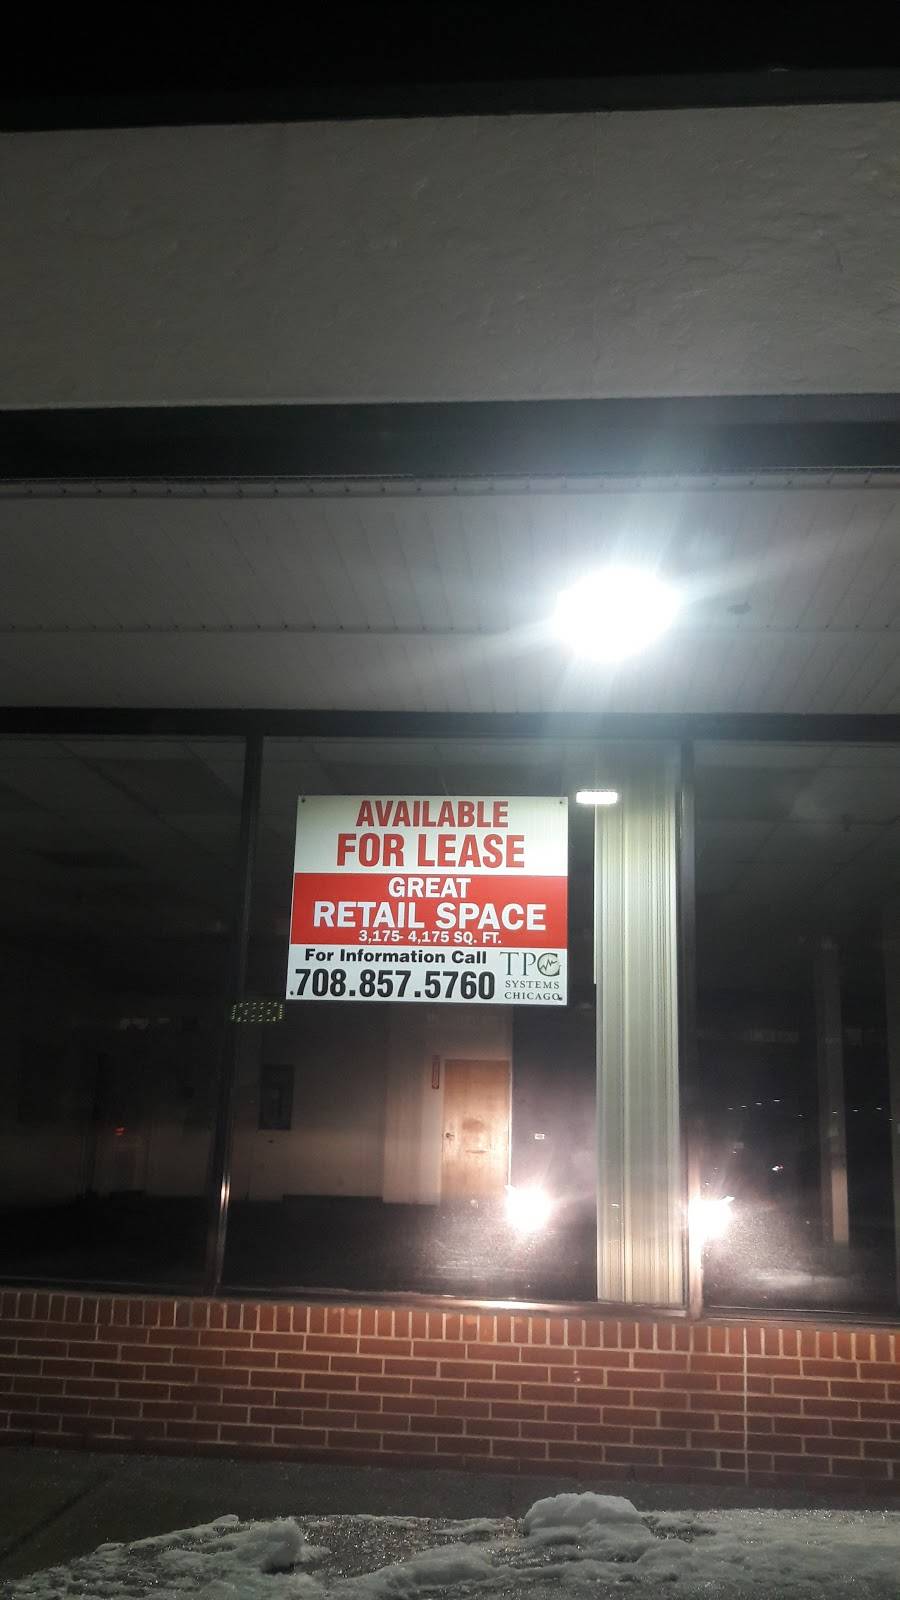 AVAILABLE
FOR LEASE
GREAT
RETAIL SPACE
3,175- 4,175 SQ. FT.
For Information Call
708.857.5760
TPC
SYSTEMS
CHICAGO